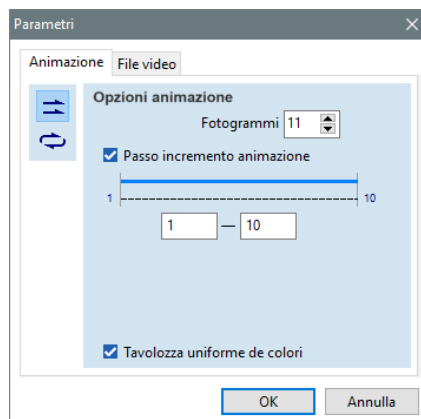 Parametri
Animazione File video
Opzioni animazione
Fotogrammi 11
Passo incremento animazione
1 10
1 — 10
Tavolozza uniforme de colori
OK Annulla